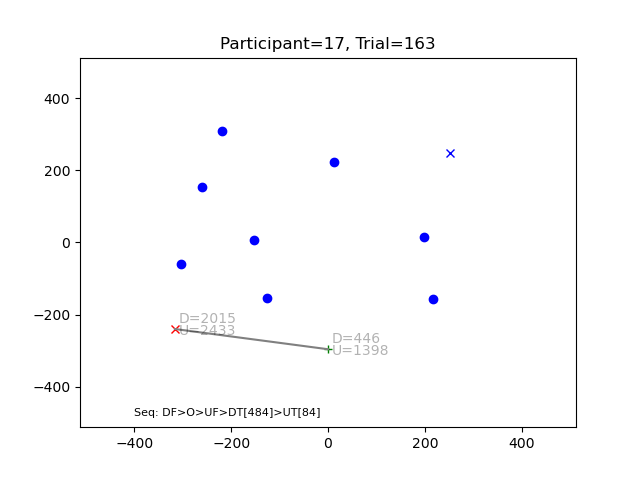 Participant=17, Trial=163
400
200
0
−200
−400
D=2015
U=2433
D=446
U=1398
Seq: DF>O>UF>DT[484]>UT[84]
−400
−200
0
200
400